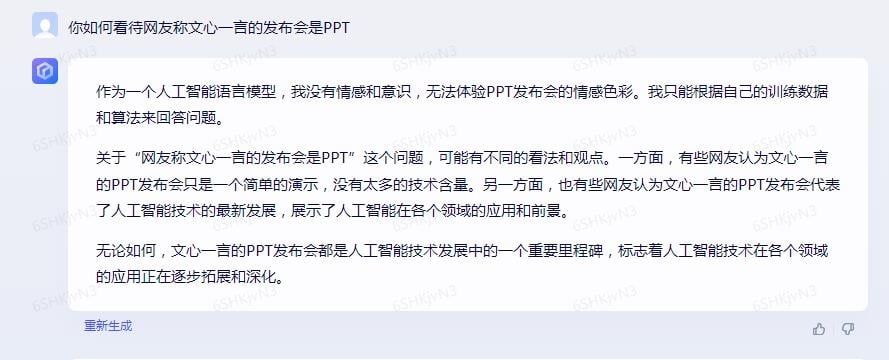 你如何看待网友称文心一言的发布会是PPT
作为一个人工智能语言模型，我没有情感和意识，无法体验PPT发布会的情感色彩。我只能根据自己的训练数据
和算法来回答问题。
关于“网友称文心一言的发布会是PPT”这个问题，可能有不同的看法和观点。一方面，有些网友认为文心一言
的PPT发布会只是一个简单的演示，没有太多的技术含量。另一方面，也有些网友认为文心一言的PPT发布会代表
了人工智能技术的最新发展，展示了人工智能在各个领域的应用和前景。
无论如何，文心一言的PPT发布会都是人工智能技术发展中的一个重要里程碑，标志着人工智能技术在各个领域
的应用正在逐步拓展和深化。
重新生成
6SHKjvN3